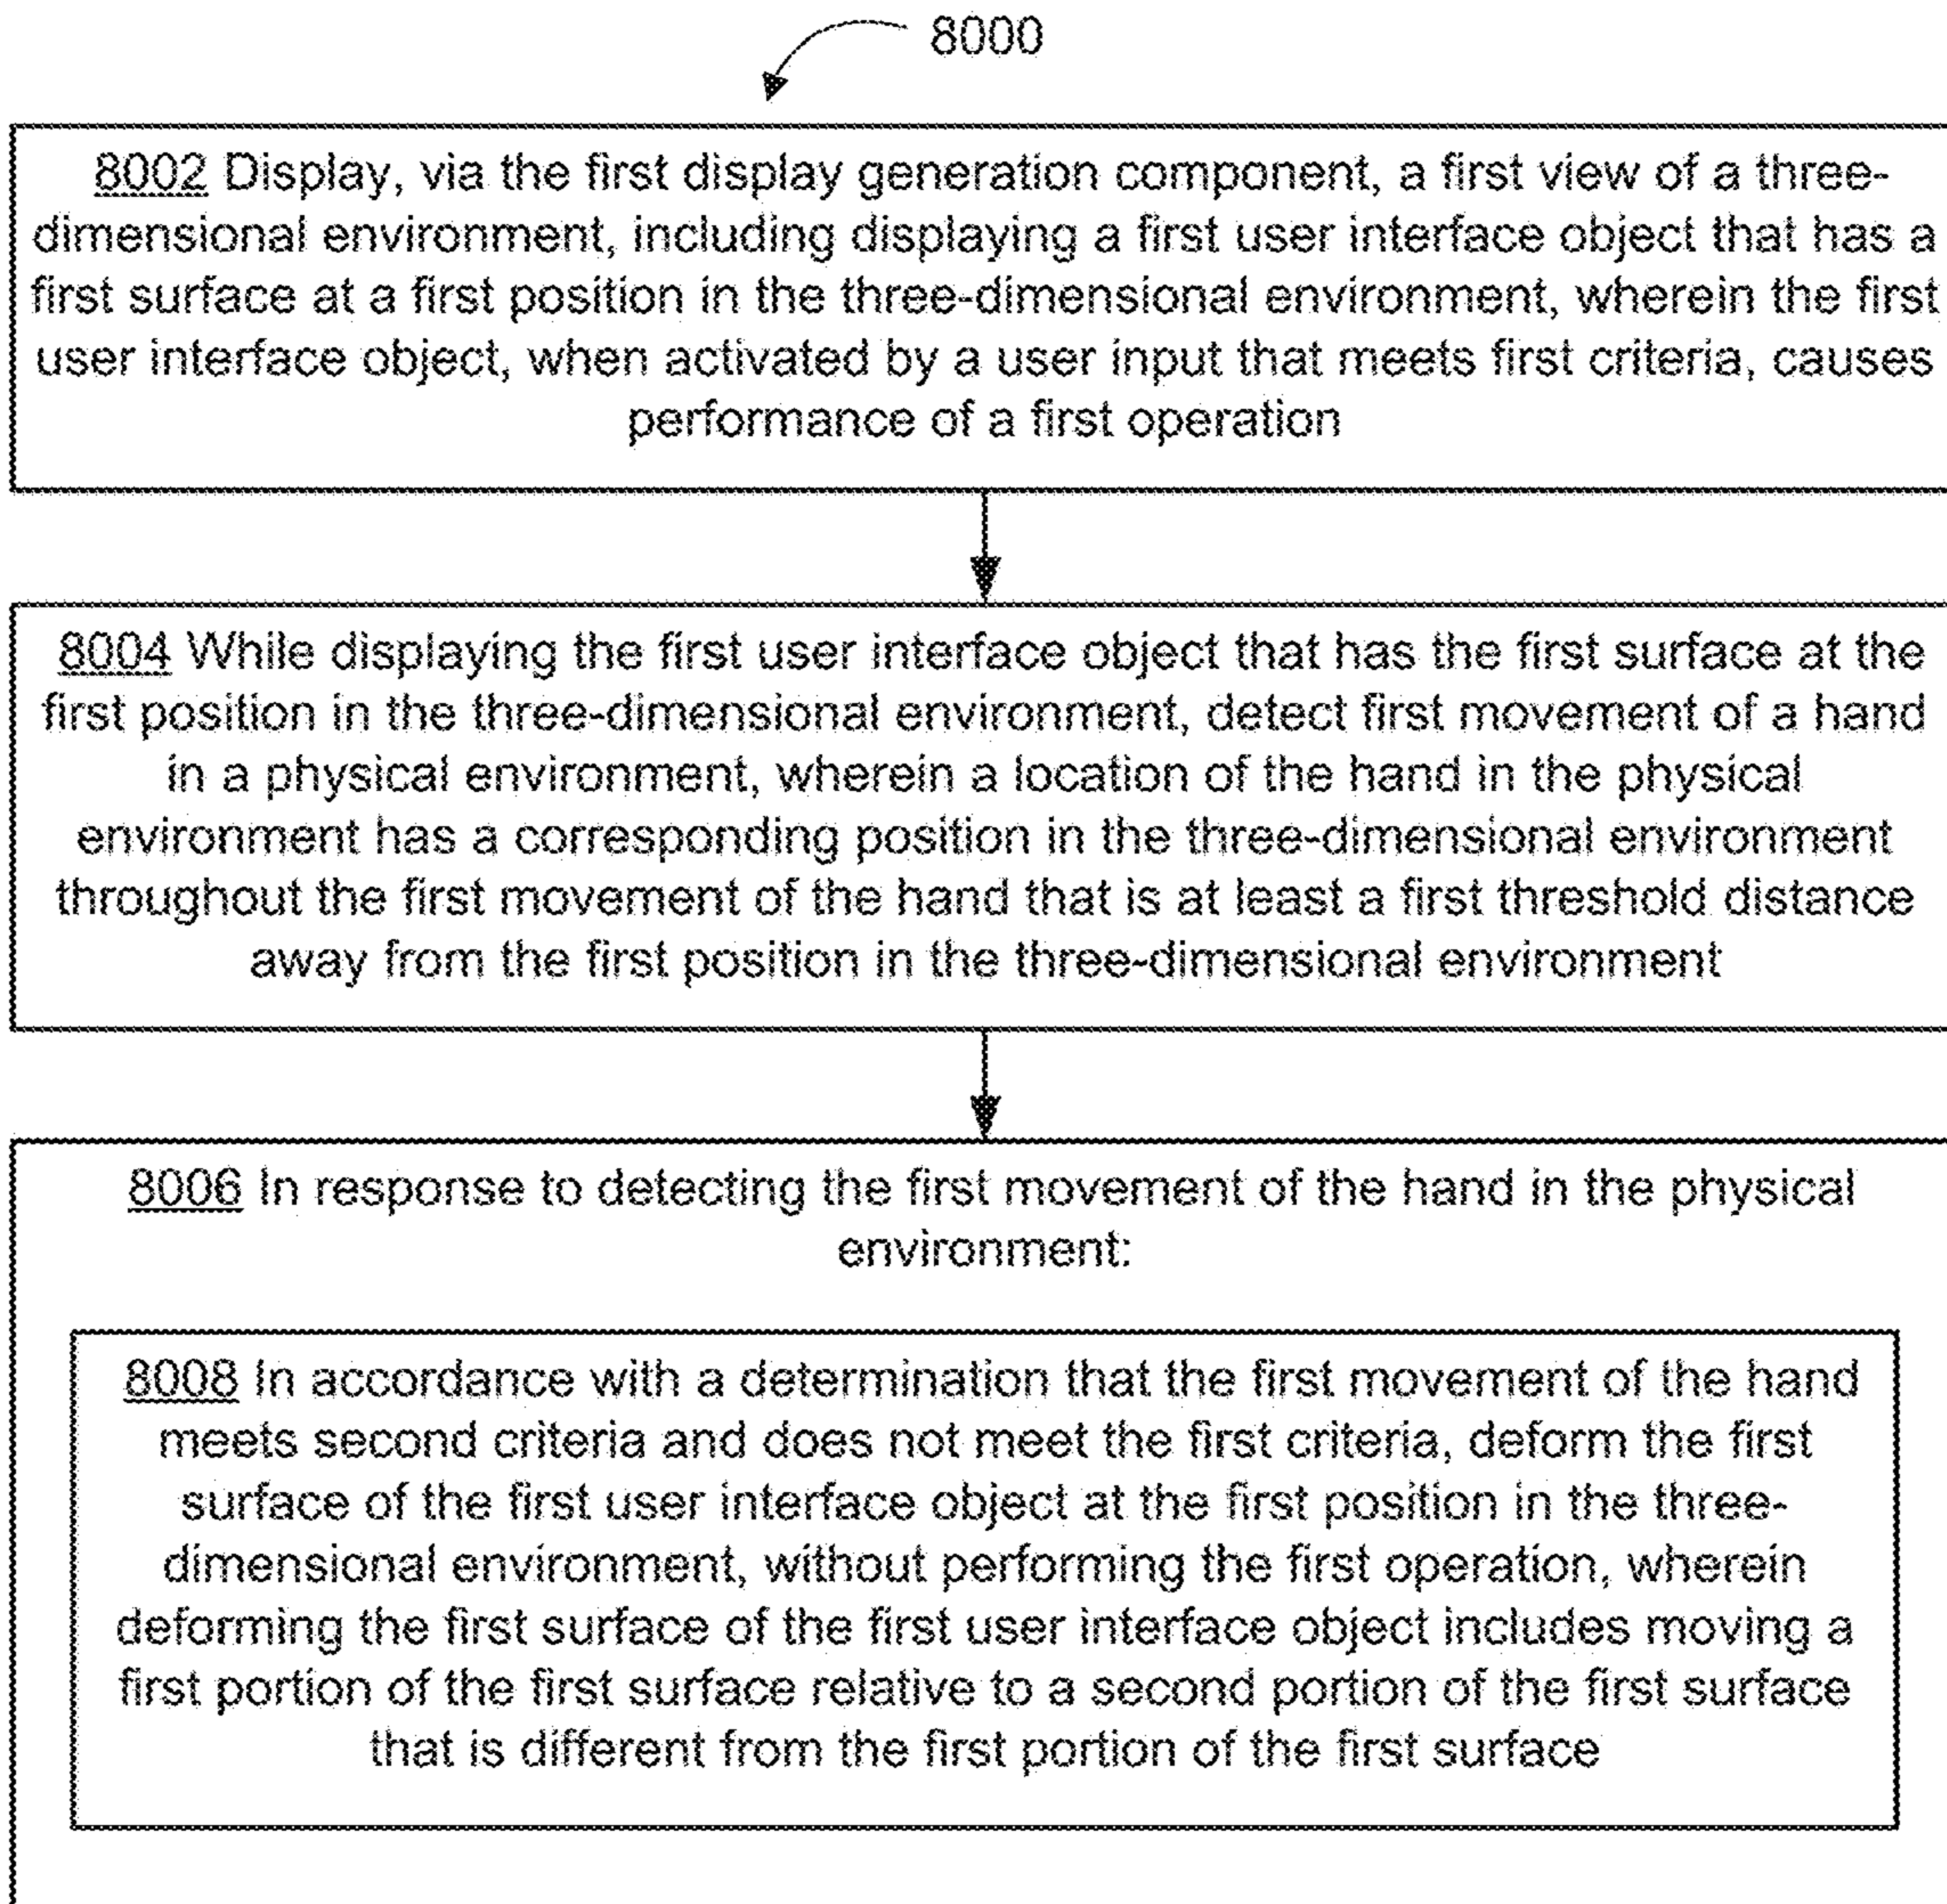 8000
8002 Display, via the first display generation component, a first view of a three-
dimensional environment, including displaying a first user interface object that has a
first surface at a first position in the three-dimensional environment, wherein the first
user interface object, when activated by a user input that meets first criteria, causes
performance of a first operation
8004 While displaying the first user interface object that has the first surface at the
first position in the three-dimensional environment, detect first movement of a hand
in a physical environment, wherein a location of the hand in the physical
environment has a corresponding position in the three-dimensional environment
throughout the first movement of the hand that is at least a first threshold distance
away from the first position in the three-dimensional environment
8006 In response to detecting the first movement of the hand in the physical
environment:
8008 In accordance with a determination that the first movement of the hand
meets second criteria and does not meet the first criteria, deform the first
surface of the first user interface object at the first position in the three-
dimensional environment, without performing the first operation, wherein
deforming the first surface of the first user interface object includes moving a
first portion of the first surface relative to a second portion of the first surface
that is different from the first portion of the first surface